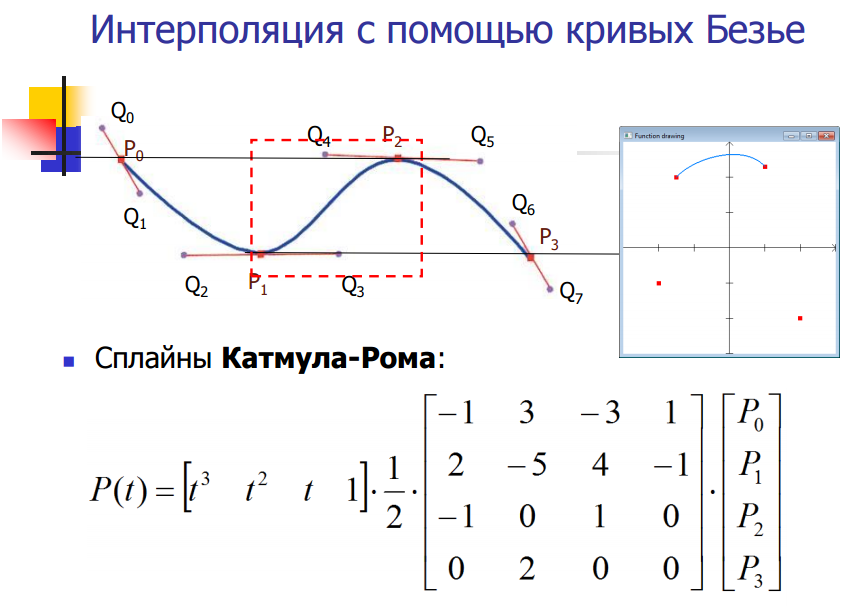 Интерполяция с помощью кривых Безье
Q0
P0
Q1
Q2
P1
Q3
Q4
P2
Q5
Q6
P3
Q7
Function drawing
Сплайны Катмула-Рома:
P(t) = [t³ t² t 1] · 1/2 · [−1 3 −3 1
2 −5 4 −1
−1 0 1 0
0 2 0 0] · [P0
P1
P2
P3]